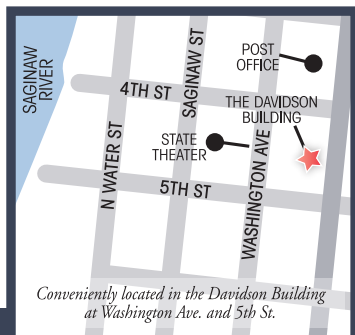 SAGINAW
RIVER
SAGINAW ST
POST
OFFICE
4TH ST
THE DAVIDSON
BUILDING
STATE
THEATER
N WATER ST
WASHINGTON AVE
5TH ST
Conveniently located in the Davidson Building
at Washington Ave. and 5th St.